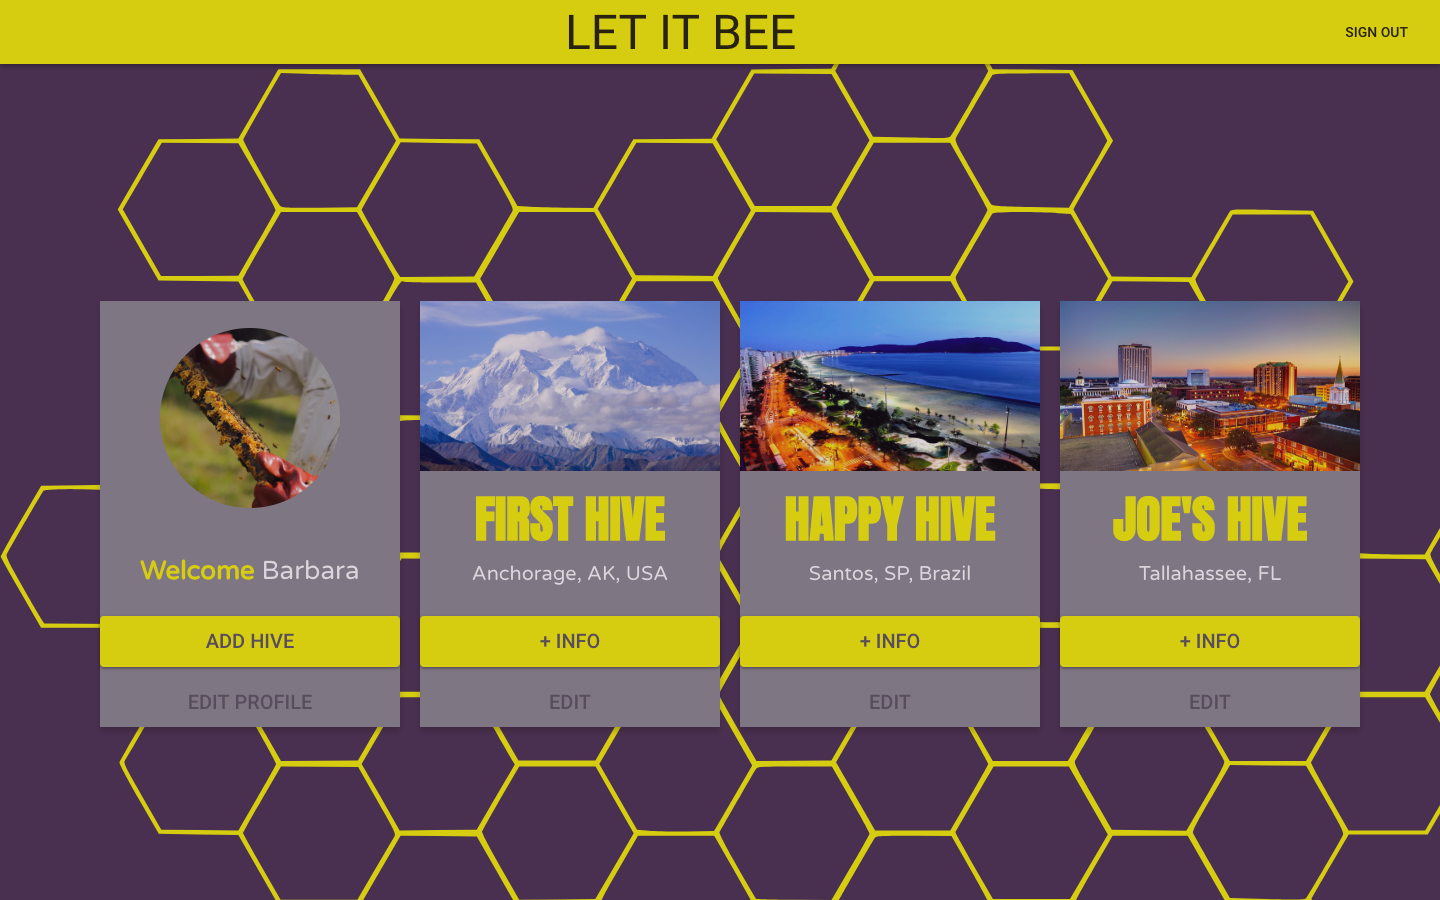 LET IT BEE
SIGN OUT
Welcome Barbara
ADD HIVE
EDIT PROFILE
FIRST HIVE
Anchorage, AK, USA
+ INFO
EDIT
HAPPY HIVE
Santos, SP, Brazil
+ INFO
EDIT
JOE'S HIVE
Tallahassee, FL
+ INFO
EDIT